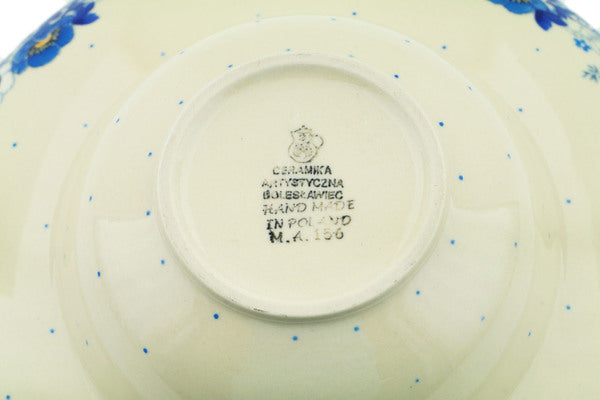 CERAMIKA
ARTYSTYCZNA
BOLESŁAWIEC
HAND MADE
IN POLAND
M.A. 156